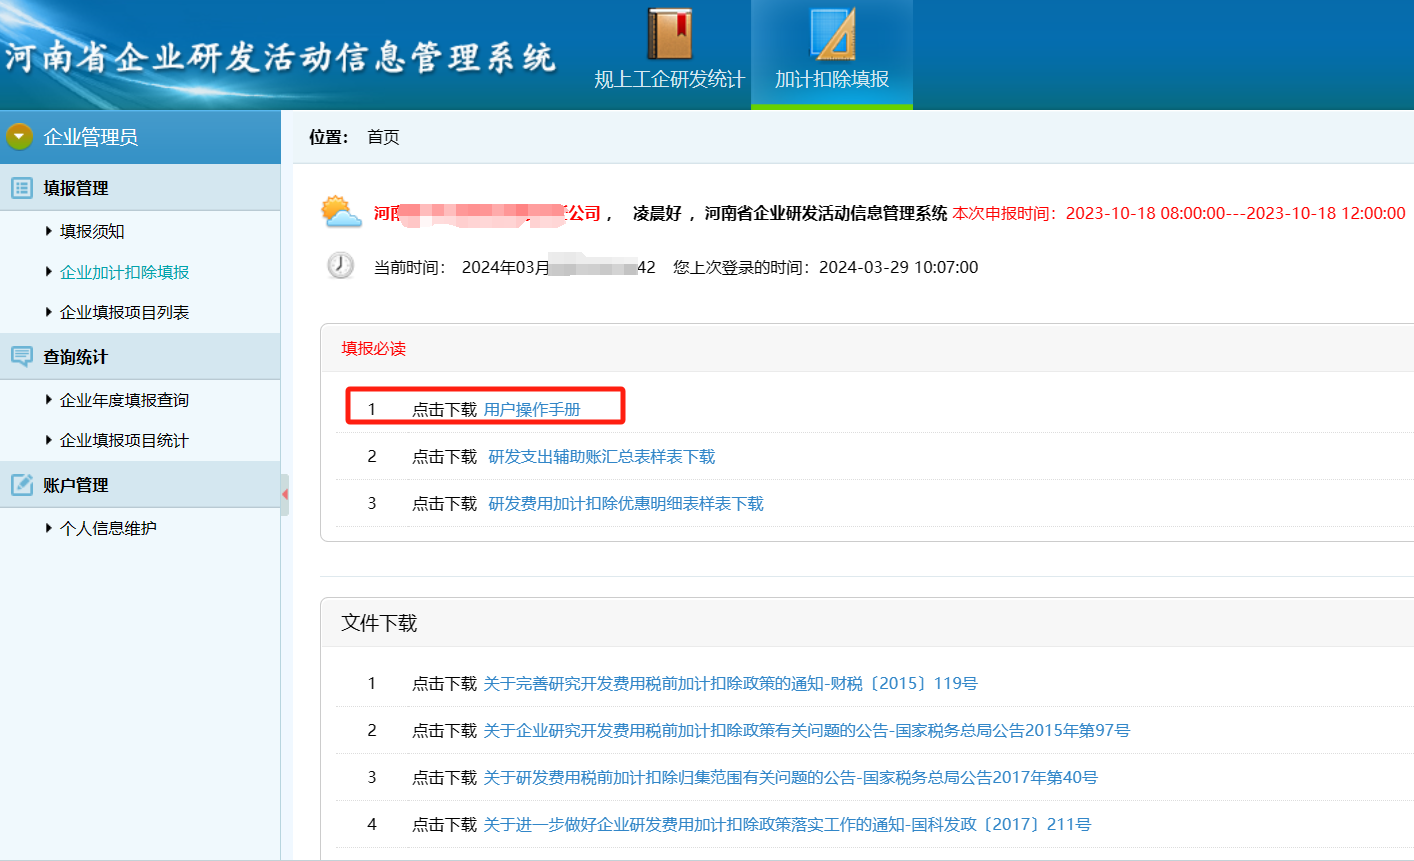 河南省企业研发活动信息管理系统
规上工企研发统计
加计扣除填报
企业管理员
填报管理
填报须知
企业加计扣除填报
企业填报项目列表
查询统计
企业年度填报查询
企业填报项目统计
账户管理
个人信息维护
位置： 首页
河 公司 ， 凌晨好 ，河南省企业研发活动信息管理系统 本次申报时间：2023-10-18 08:00:00---2023-10-18 12:00:00
当前时间： 2024年03月 42 您上次登录的时间：2024-03-29 10:07:00
填报必读
1 点击下载 用户操作手册
2 点击下载 研发支出辅助账汇总表样表下载
3 点击下载 研发费用加计扣除优惠明细表样表下载
文件下载
1 点击下载 关于完善研究开发费用税前加计扣除政策的通知-财税〔2015〕119号
2 点击下载 关于企业研究开发费用税前加计扣除政策有关问题的公告-国家税务总局公告2015年第97号
3 点击下载 关于研发费用税前加计扣除归集范围有关问题的公告-国家税务总局公告2017年第40号
4 点击下载 关于进一步做好企业研发费用加计扣除政策落实工作的通知-国科发政〔2017〕211号